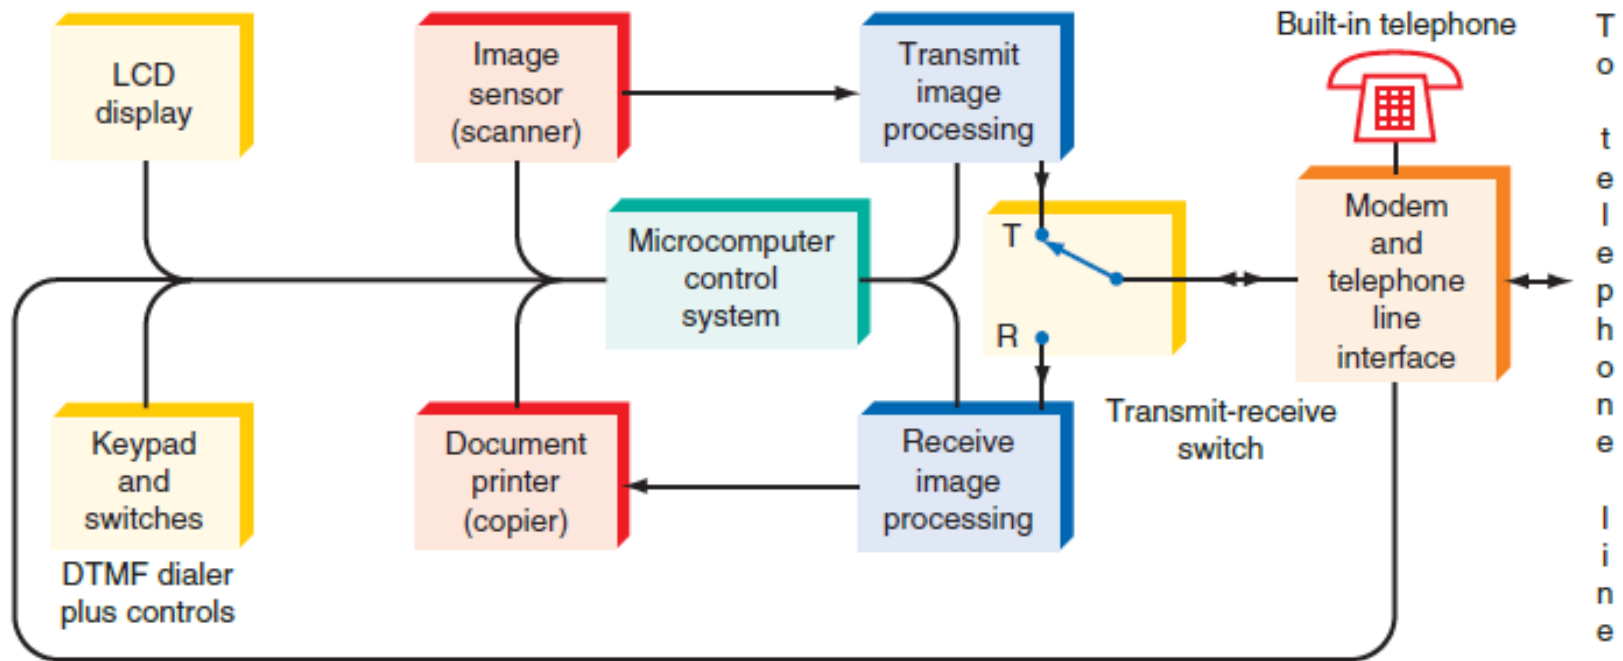 LCD
display
Image
sensor
(scanner)
Transmit
image
processing
Built-in telephone
Microcomputer
control
system
T
R
Transmit-receive
switch
Modem
and
telephone
line
interface
To telephone line
Keypad
and
switches
DTMF dialer
plus controls
Document
printer
(copier)
Receive
image
processing